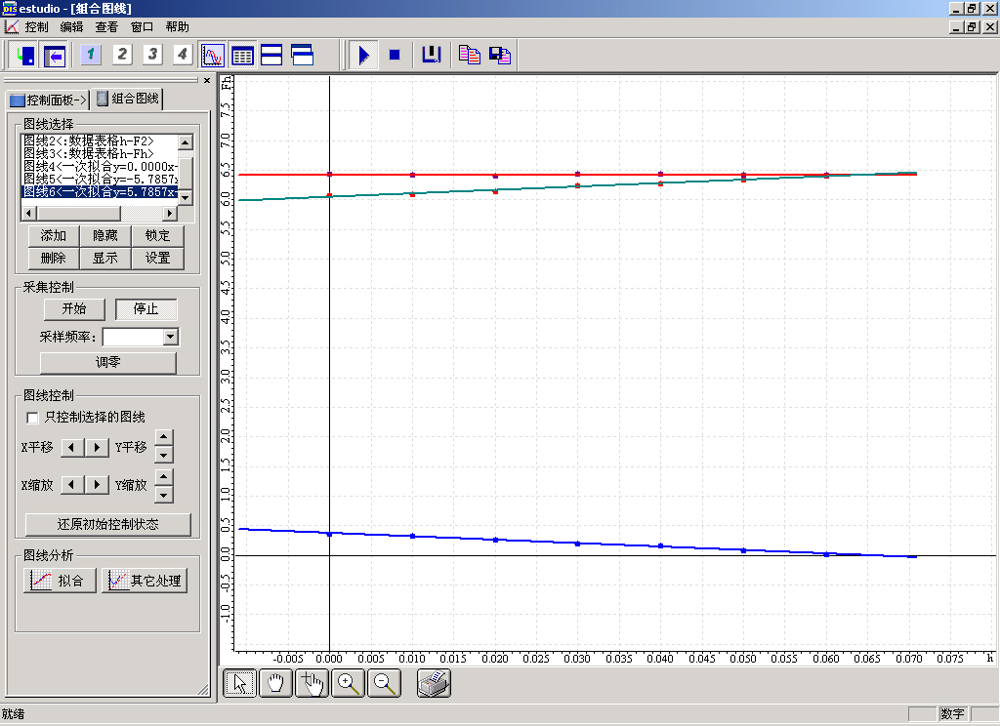 DIS estudio - [组合图线]
控制 编辑 查看 窗口 帮助
1 2 3 4
控制面板-> 组合图线
图线选择
图线2<:数据表格h-F2>
图线3<:数据表格h-Fh>
图线4<一次拟合y=0.0000x-
图线5<一次拟合y=-5.7857x
图线6<一次拟合y=5.7857x-
添加 隐藏 锁定
删除 显示 设置
采集控制
开始 停止
采样频率:
调零
图线控制
只控制选择的图线
X平移 Y平移
X缩放 Y缩放
还原初始控制状态
图线分析
拟合 其它处理
Fh
7.5
7.0
6.5
6.0
5.5
5.0
4.5
4.0
3.5
3.0
2.5
2.0
1.5
1.0
0.5
0.0
-0.5
-1.0
-0.005 0.000 0.005 0.010 0.015 0.020 0.025 0.030 0.035 0.040 0.045 0.050 0.055 0.060 0.065 0.070 0.075 h
就绪 数字